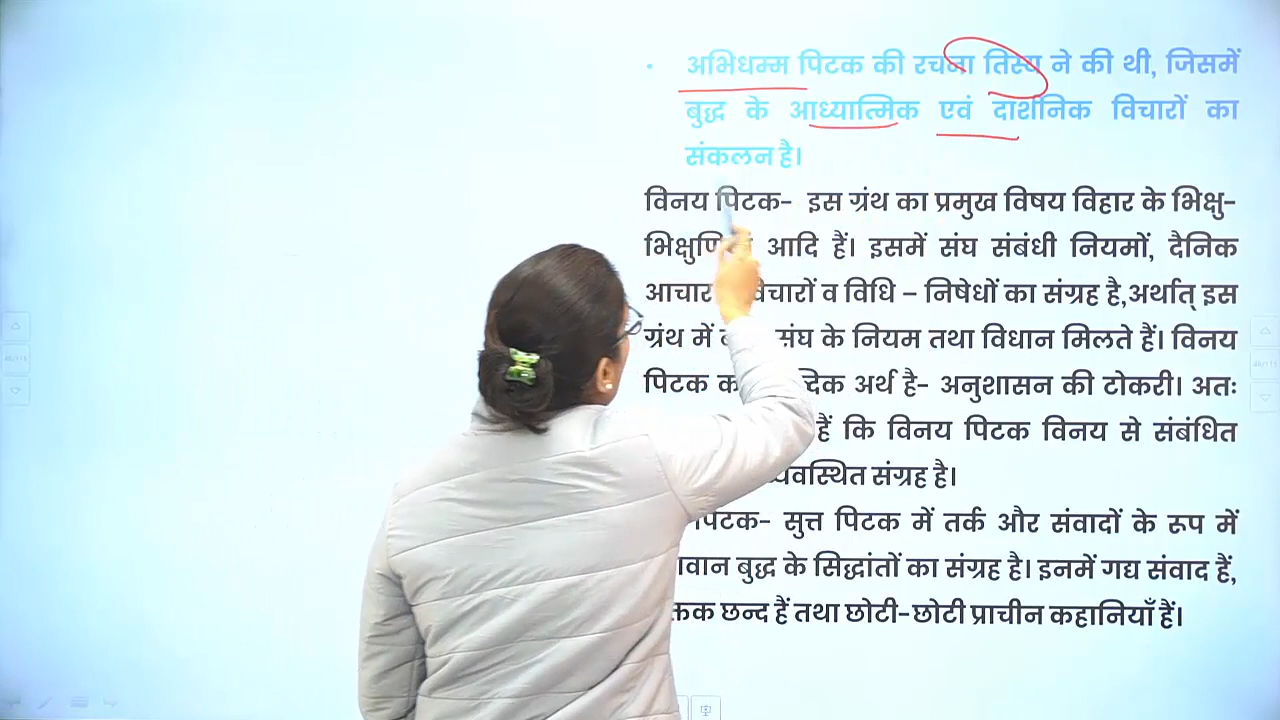 • अभिधम्म पिटक की रचना तिस्य ने की थी, जिसमें
बुद्ध के आध्यात्मिक एवं दार्शनिक विचारों का
संकलन है।
विनय पिटक- इस ग्रंथ का प्रमुख विषय विहार के भिक्षु-
आदि हैं। इसमें संघ संबंधी नियमों, दैनिक
आचार व विधि – निषेधों का संग्रह है,अर्थात् इस
ग्रंथ में संघ के नियम तथा विधान मिलते हैं। विनय
पिटक अर्थ है- अनुशासन की टोकरी। अतः
हैं कि विनय पिटक विनय से संबंधित
संग्रह है।
पिटक- सुत्त पिटक में तर्क और संवादों के रूप में
बुद्ध के सिद्धांतों का संग्रह है। इनमें गद्य संवाद हैं,
छन्द हैं तथा छोटी-छोटी प्राचीन कहानियाँ हैं।